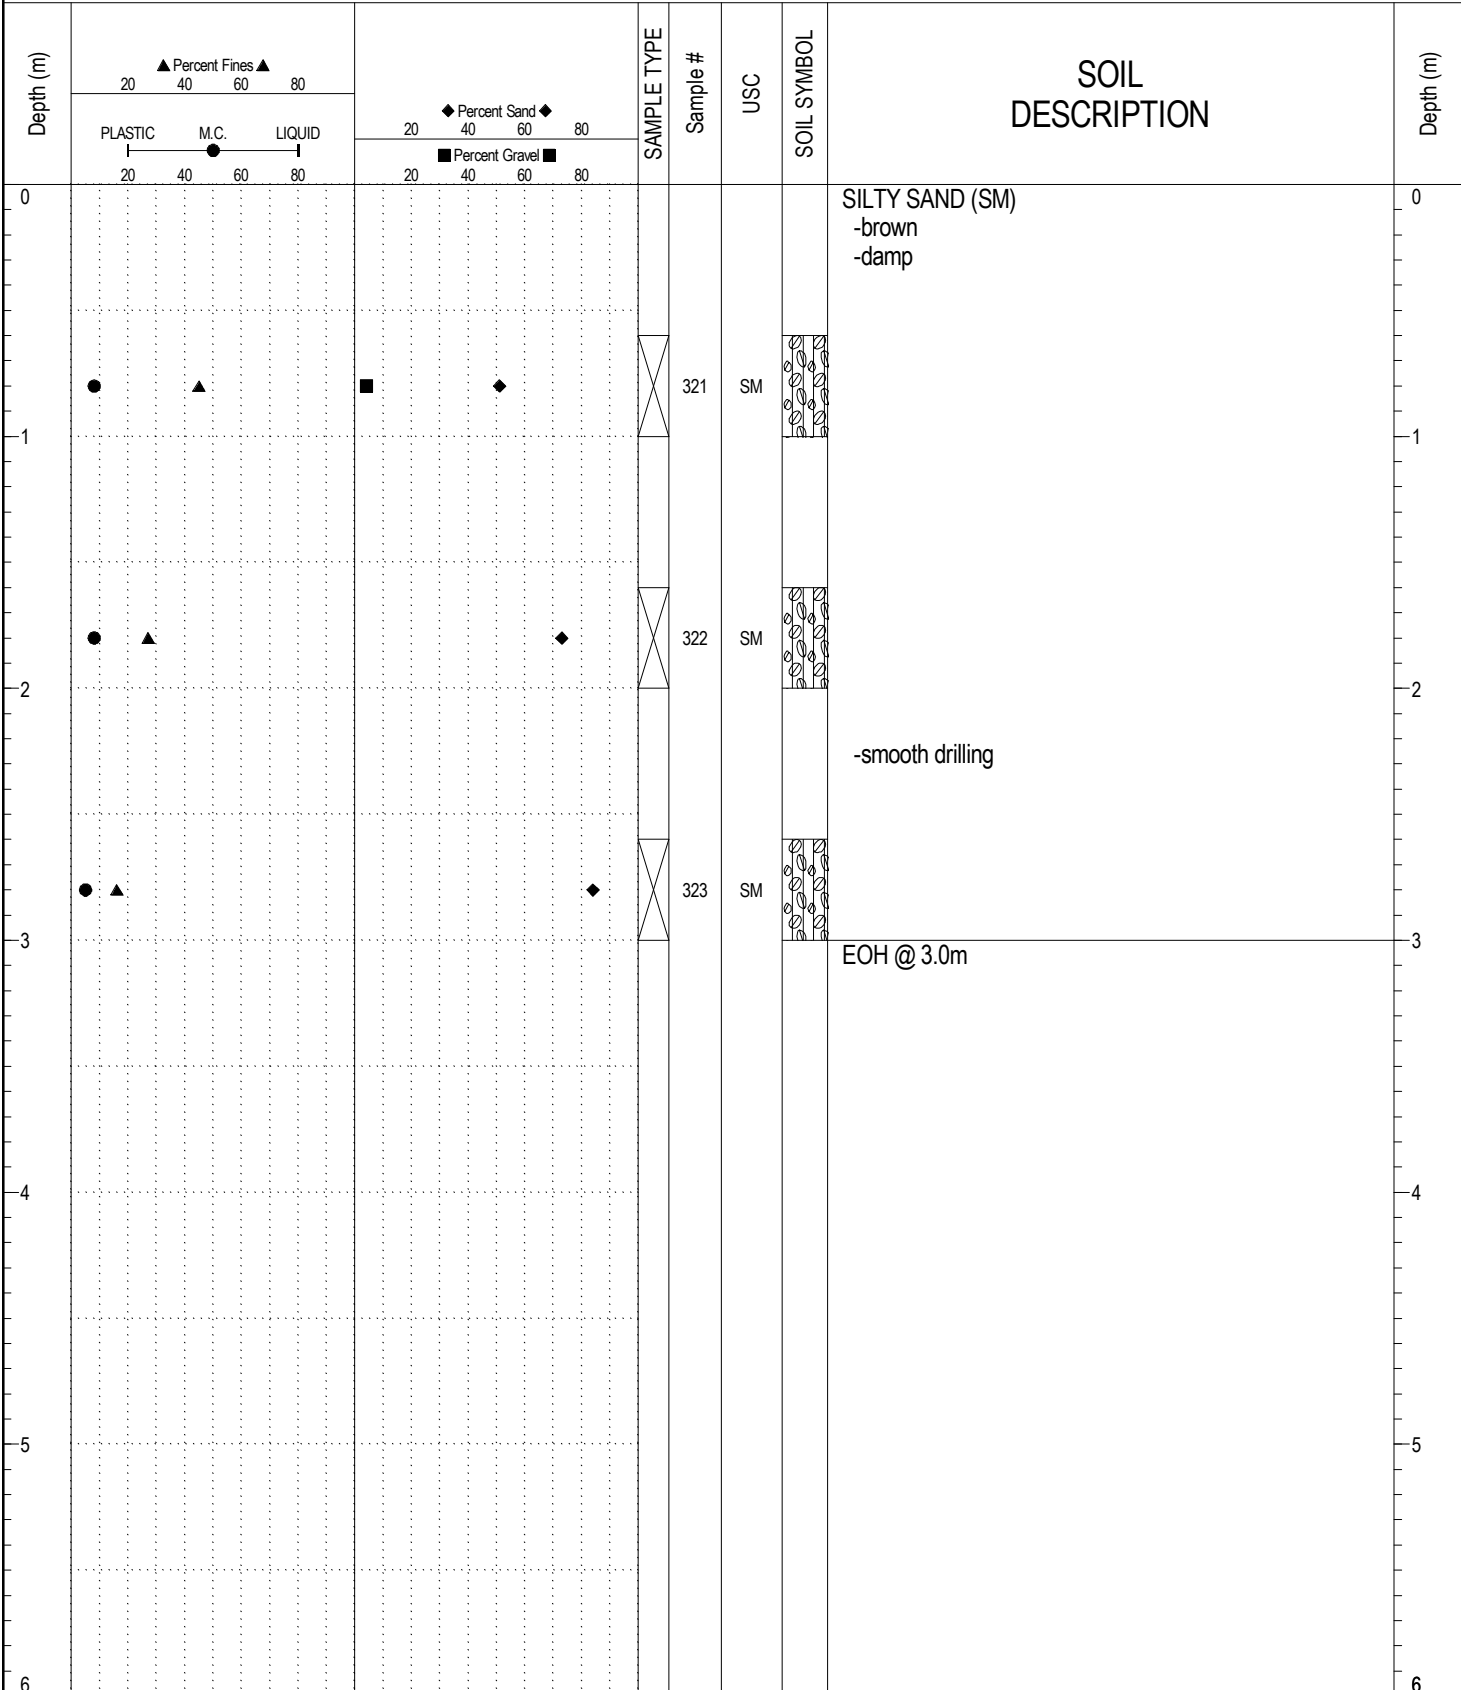 Depth (m)
▲ Percent Fines ▲
20 40 60 80
PLASTIC M.C. LIQUID
20 40 60 80
◆ Percent Sand ◆
20 40 60 80
■ Percent Gravel ■
20 40 60 80
SAMPLE TYPE
Sample #
USC
SOIL SYMBOL
SOIL
DESCRIPTION
Depth (m)
0 SILTY SAND (SM) 0
-brown
-damp
321 SM
1 1
322 SM
2 2
-smooth drilling
323 SM
3 3
EOH @ 3.0m
4 4
5 5
6 6